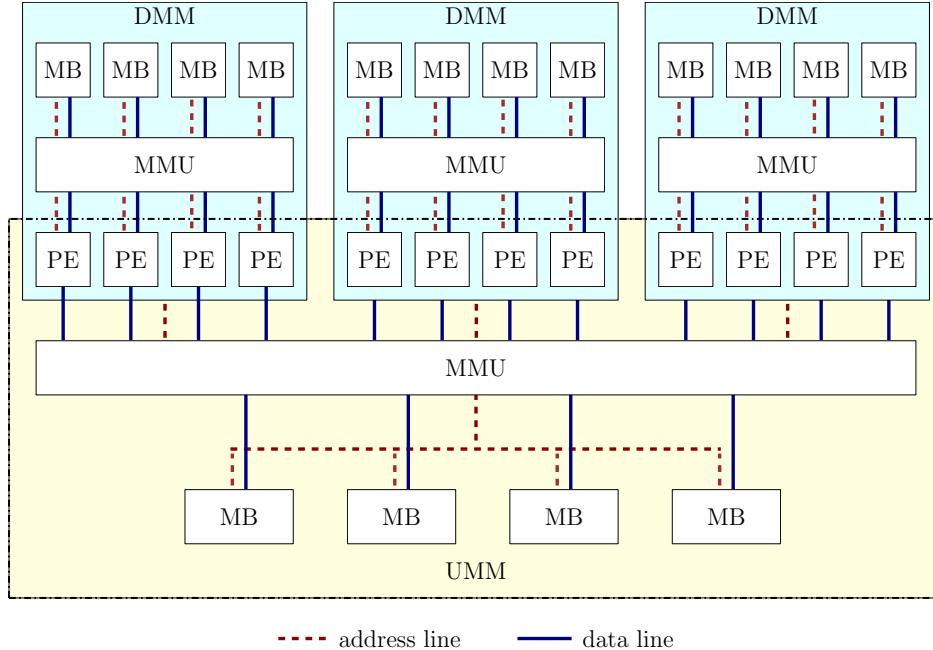 DMM DMM DMM
MB MB MB MB MB MB MB MB MB MB MB MB
MMU MMU MMU
PE PE PE PE PE PE PE PE PE PE PE PE
MMU
MB MB MB MB
UMM
address line data line